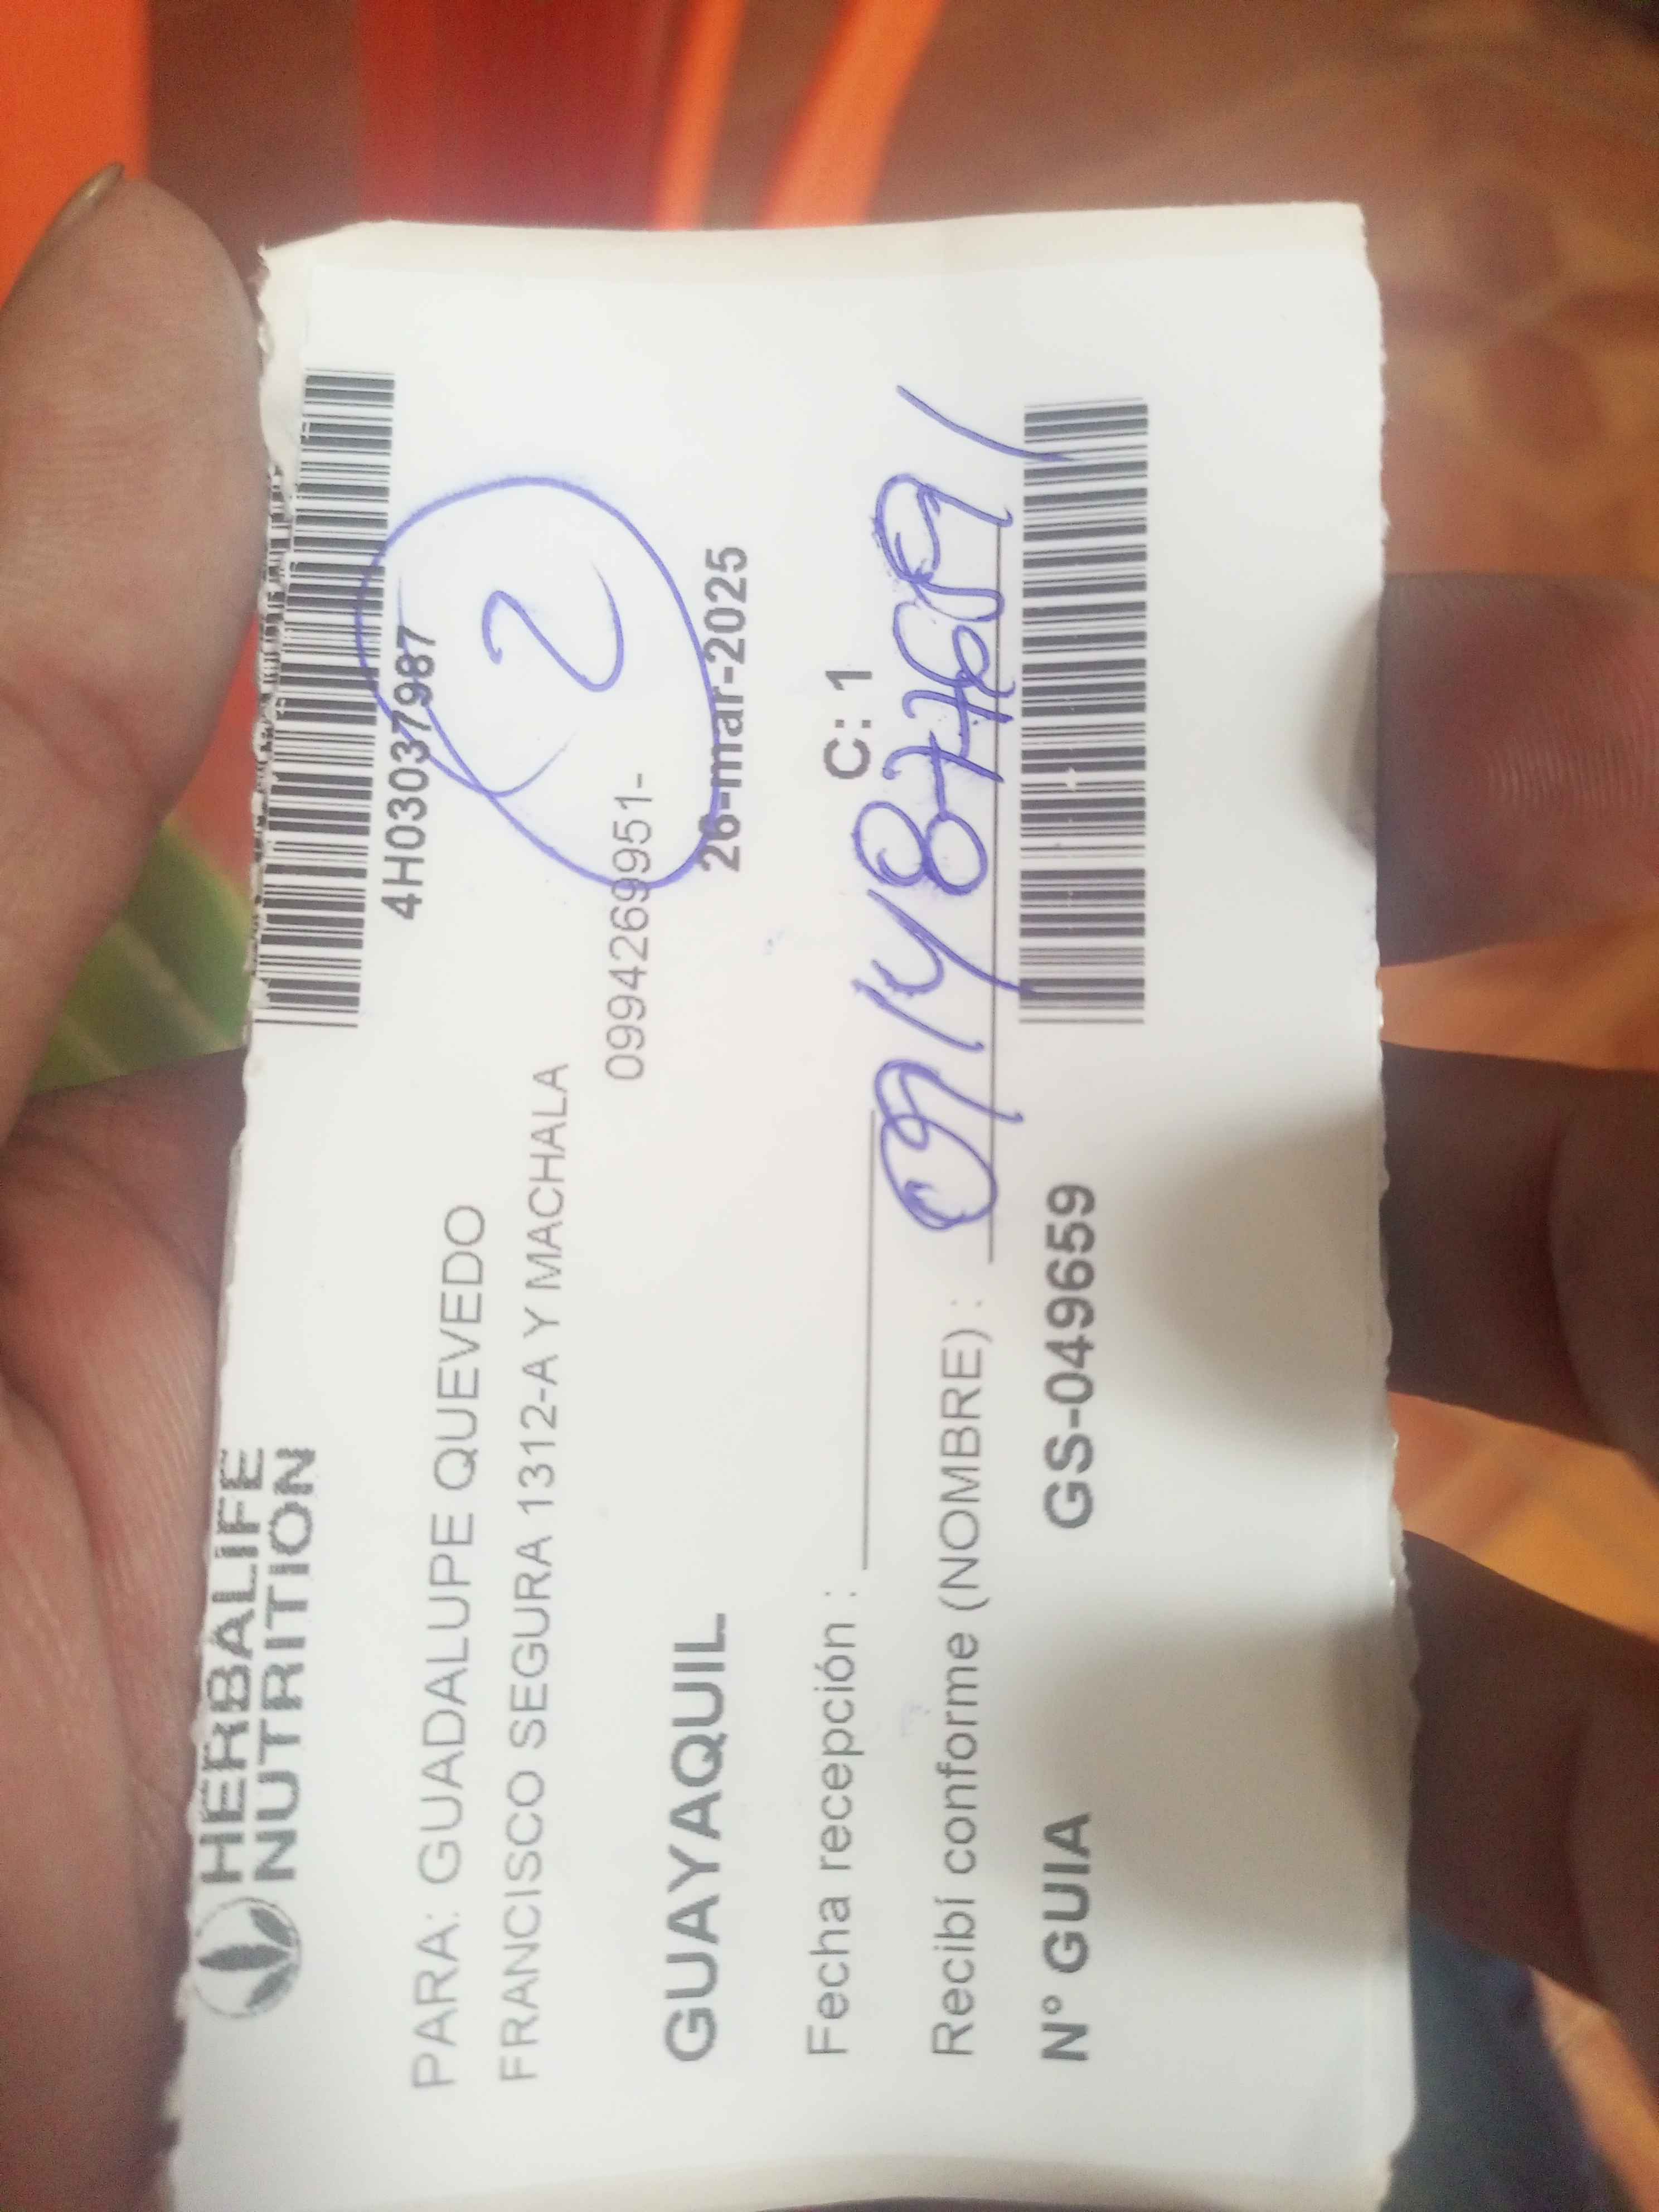 HERBALIFE
NUTRITION
4H03037987
PARA: GUADALUPE QUEVEDO
2
FRANCISCO SEGURA 1312-A Y MACHALA
0994269951-
GUAYAQUIL
26-mar-2025
Fecha recepción :
C: 1
Recibí conforme (NOMBRE) :
N° GUIA
GS-049659